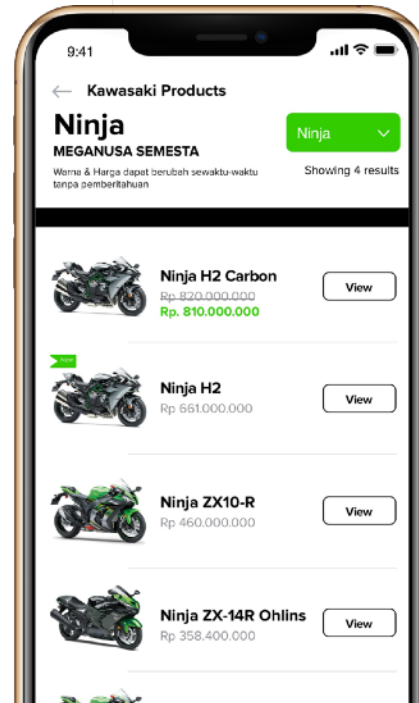 9:41
Kawasaki Products
Ninja
MEGANUSA SEMESTA
Warna & Harga dapat berubah sewaktu-waktu
tanpa pemberitahuan
Ninja
Showing 4 results
Ninja H2 Carbon
Rp 820.000.000
Rp. 810.000.000
View
Ninja H2
Rp 661.000.000
View
Ninja ZX10-R
Rp 460.000.000
View
Ninja ZX-14R Ohlins
Rp 358.400.000
View